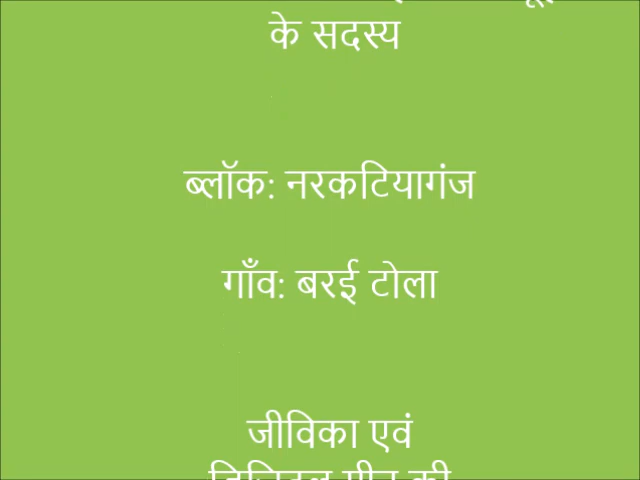 के सदस्य
ब्लॉक: नरकटियागंज
गाँव: बरई टोला
जीविका एवं